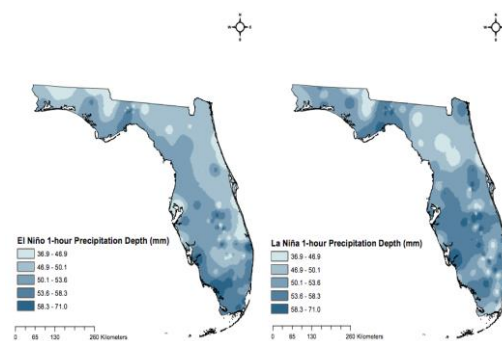 N
W E
S
N
W E
S
El Niño 1-hour Precipitation Depth (mm)
36.9 - 46.9
46.9 - 50.1
50.1 - 53.6
53.6 - 58.3
58.3 - 71.0
0 65 130 260 Kilometers
La Niña 1-hour Precipitation Depth (mm)
36.9 - 46.9
46.9 - 50.1
50.1 - 53.6
53.6 - 58.3
58.3 - 71.0
0 65 130 260 Kilometers